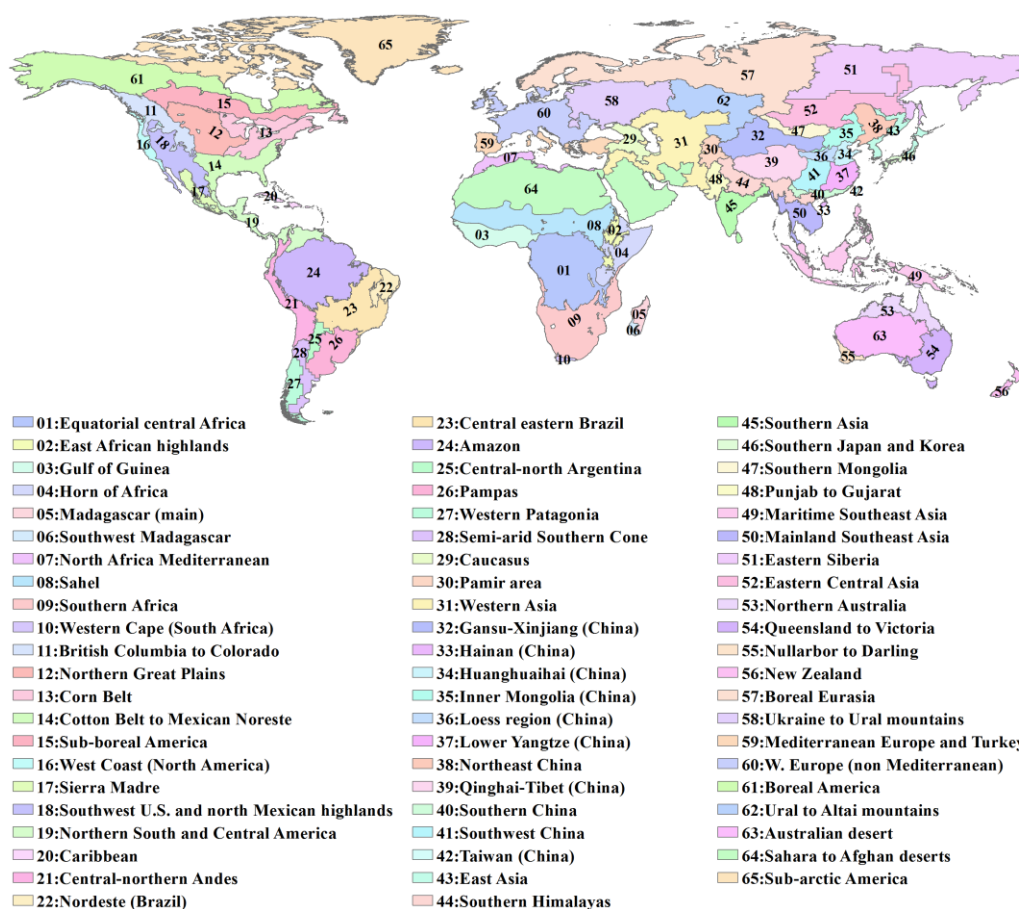 65
61
57
51
15
11
12
13
16
18
14
17
20
19
24
22
23
21
25
26
28
27
60
58
62
59
29
31
07
64
03
08
02
04
01
09
05
06
10
52
32
47
35
38
43
30
39
36
34
46
48
44
41
37
40
42
45
50
33
49
53
63
54
55
56
01:Equatorial central Africa
02:East African highlands
03:Gulf of Guinea
04:Horn of Africa
05:Madagascar (main)
06:Southwest Madagascar
07:North Africa Mediterranean
08:Sahel
09:Southern Africa
10:Western Cape (South Africa)
11:British Columbia to Colorado
12:Northern Great Plains
13:Corn Belt
14:Cotton Belt to Mexican Noreste
15:Sub-boreal America
16:West Coast (North America)
17:Sierra Madre
18:Southwest U.S. and north Mexican highlands
19:Northern South and Central America
20:Caribbean
21:Central-northern Andes
22:Nordeste (Brazil)
23:Central eastern Brazil
24:Amazon
25:Central-north Argentina
26:Pampas
27:Western Patagonia
28:Semi-arid Southern Cone
29:Caucasus
30:Pamir area
31:Western Asia
32:Gansu-Xinjiang (China)
33:Hainan (China)
34:Huanghuaihai (China)
35:Inner Mongolia (China)
36:Loess region (China)
37:Lower Yangtze (China)
38:Northeast China
39:Qinghai-Tibet (China)
40:Southern China
41:Southwest China
42:Taiwan (China)
43:East Asia
44:Southern Himalayas
45:Southern Asia
46:Southern Japan and Korea
47:Southern Mongolia
48:Punjab to Gujarat
49:Maritime Southeast Asia
50:Mainland Southeast Asia
51:Eastern Siberia
52:Eastern Central Asia
53:Northern Australia
54:Queensland to Victoria
55:Nullarbor to Darling
56:New Zealand
57:Boreal Eurasia
58:Ukraine to Ural mountains
59:Mediterranean Europe and Turkey
60:W. Europe (non Mediterranean)
61:Boreal America
62:Ural to Altai mountains
63:Australian desert
64:Sahara to Afghan deserts
65:Sub-arctic America